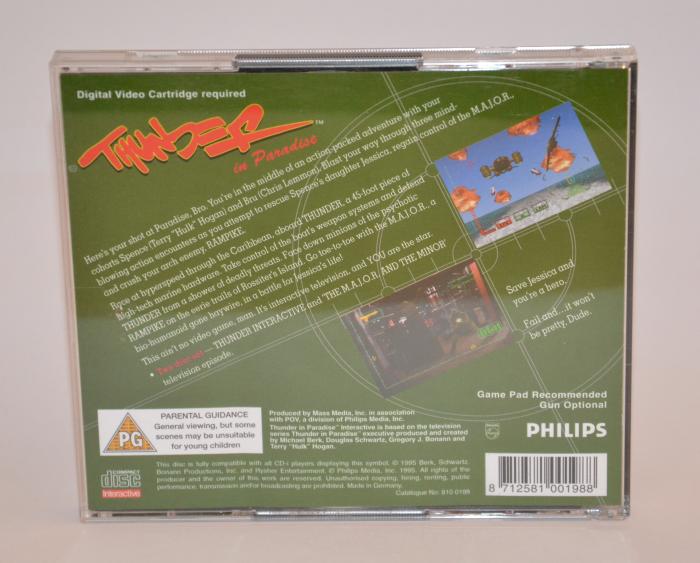 Digital Video Cartridge required
THUNDER™
in Paradise
Here's your shot at Paradise, Bro. You're in the middle of an action-packed adventure with your
cohorts Spence (Terry "Hulk" Hogan) and Bru (Chris Lemmon). Blast your way through three mind-
blowing action encounters as you attempt to rescue Spence's daughter Jessica, regain control of the M.A.J.O.R.,
and crush your arch enemy, RAMPIKE.
Race at hyperspeed through the Caribbean, aboard THUNDER, a 45-foot piece of
high-tech marine hardware. Take control of the boat's weapon systems and defend
THUNDER from a shower of deadly threats. Face down minions of the psychotic
RAMPIKE on the eerie trails of Rossiter's Island. Go toe-to-toe with the M.A.J.O.R., a
bio-humanoid gone haywire, in a battle for Jessica's life!
This ain't no video game, man. It's interactive television, and YOU are the star.
• Two-disc set — THUNDER INTERACTIVE and 'THE M.A.J.O.R. AND THE MINOR'
television episode.
Save Jessica and
you're a hero.
Fail and....it won't
be pretty, Dude.
Game Pad Recommended
Gun Optional
PG
PARENTAL GUIDANCE
General viewing, but some
scenes may be unsuitable
for young children
Produced by Mass Media, Inc. in association
with POV, a division of Philips Media, Inc.
Thunder in Paradise™ Interactive is based on the television
series Thunder in Paradise™ executive produced and created
by Michael Berk, Douglas Schwartz, Gregory J. Bonann and
Terry "Hulk" Hogan.
PHILIPS
COMPACT
disc
Interactive
This disc is fully compatible with all CD-i players displaying this symbol. © 1995 Berk, Schwartz,
Bonann Productions, Inc. and Rysher Entertainment. © Philips Media, Inc. 1995. All rights of the
producer and the owner of this work are reserved. Unauthorised copying, hiring, renting, public
performance, transmission and/or broadcasting are prohibited. Made in Germany.
Catalogue No: 810 0198
8 712581 001988